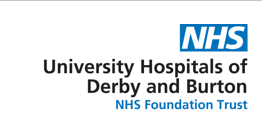 NHS
University Hospitals of
Derby and Burton
NHS Foundation Trust